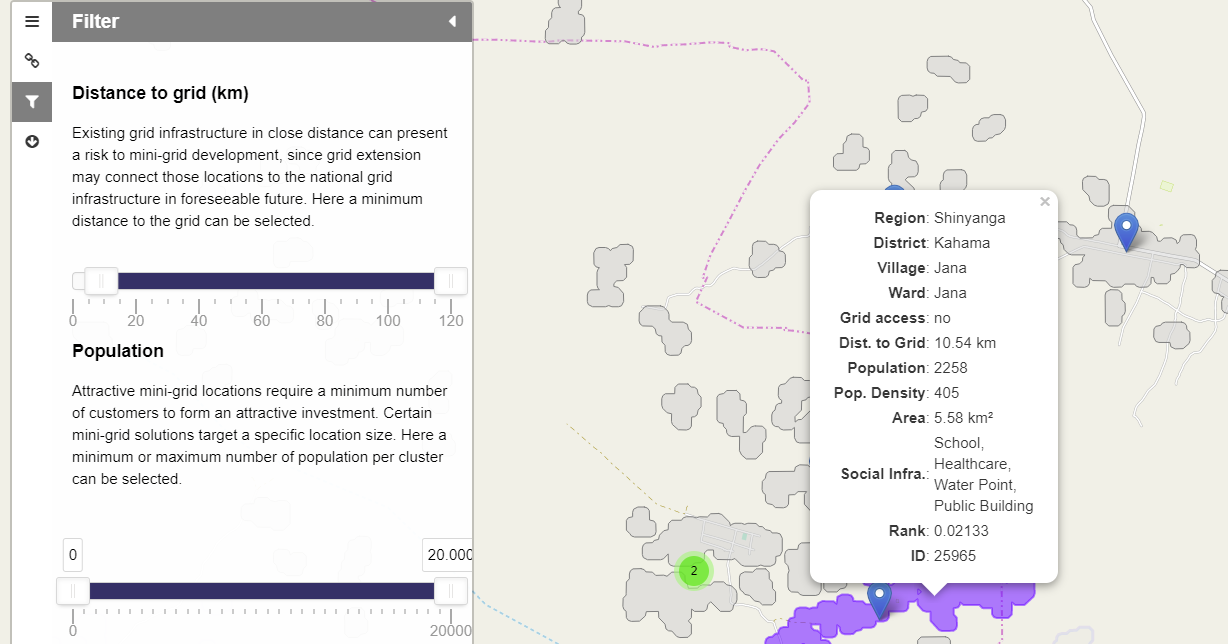 Filter
Distance to grid (km)
Existing grid infrastructure in close distance can present
a risk to mini-grid development, since grid extension
may connect those locations to the national grid
infrastructure in foreseeable future. Here a minimum
distance to the grid can be selected.
0 20 40 60 80 100 120
Population
Attractive mini-grid locations require a minimum number
of customers to form an attractive investment. Certain
mini-grid solutions target a specific location size. Here a
minimum or maximum number of population per cluster
can be selected.
0 20.000
0 20000
×
Region: Shinyanga
District: Kahama
Village: Jana
Ward: Jana
Grid access: no
Dist. to Grid: 10.54 km
Population: 2258
Pop. Density: 405
Area: 5.58 km²
Social Infra.: School,
Healthcare,
Water Point,
Public Building
Rank: 0.02133
ID: 25965
2